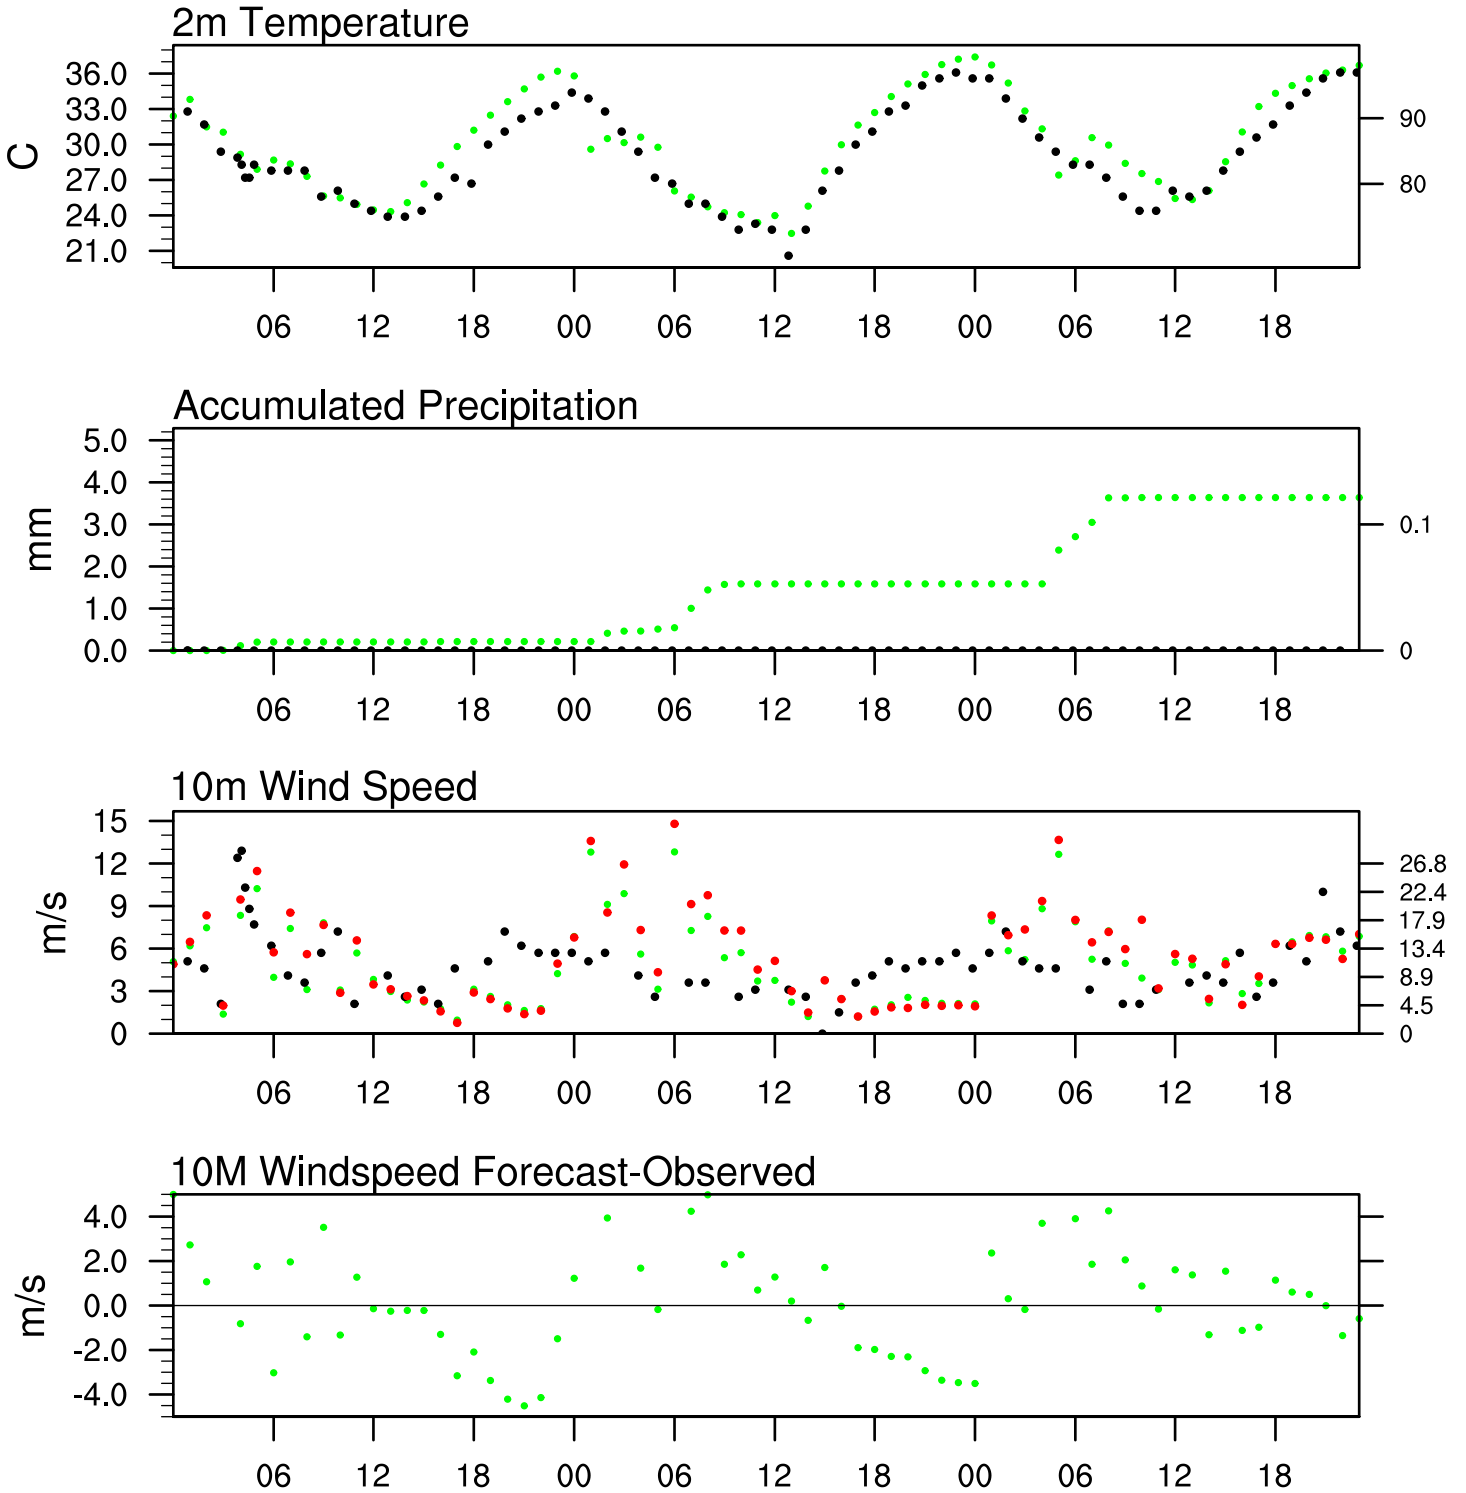 2m Temperature
C
36.0
33.0
30.0
27.0
24.0
21.0
90
80
06 12 18 00 06 12 18 00 06 12 18
Accumulated Precipitation
mm
5.0
4.0
3.0
2.0
1.0
0.0
0.1
0
06 12 18 00 06 12 18 00 06 12 18
10m Wind Speed
m/s
15
12
9
6
3
0
26.8
22.4
17.9
13.4
8.9
4.5
0
06 12 18 00 06 12 18 00 06 12 18
10M Windspeed Forecast-Observed
m/s
4.0
2.0
0.0
-2.0
-4.0
06 12 18 00 06 12 18 00 06 12 18